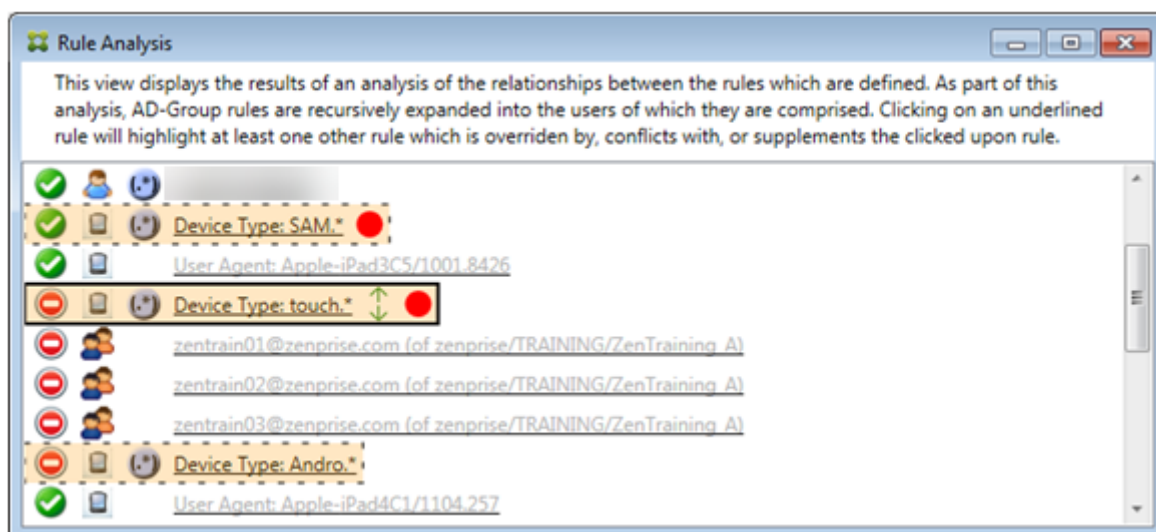 Rule Analysis
This view displays the results of an analysis of the relationships between the rules which are defined. As part of this
analysis, AD-Group rules are recursively expanded into the users of which they are comprised. Clicking on an underlined
rule will highlight at least one other rule which is overriden by, conflicts with, or supplements the clicked upon rule.
(.*)
(.*) Device Type: SAM.*
User Agent: Apple-iPad3C5/1001.8426
(.*) Device Type: touch.*
zentrain01@zenprise.com (of zenprise/TRAINING/ZenTraining_A)
zentrain02@zenprise.com (of zenprise/TRAINING/ZenTraining_A)
zentrain03@zenprise.com (of zenprise/TRAINING/ZenTraining_A)
(.*) Device Type: Andro.*
User Agent: Apple-iPad4C1/1104.257